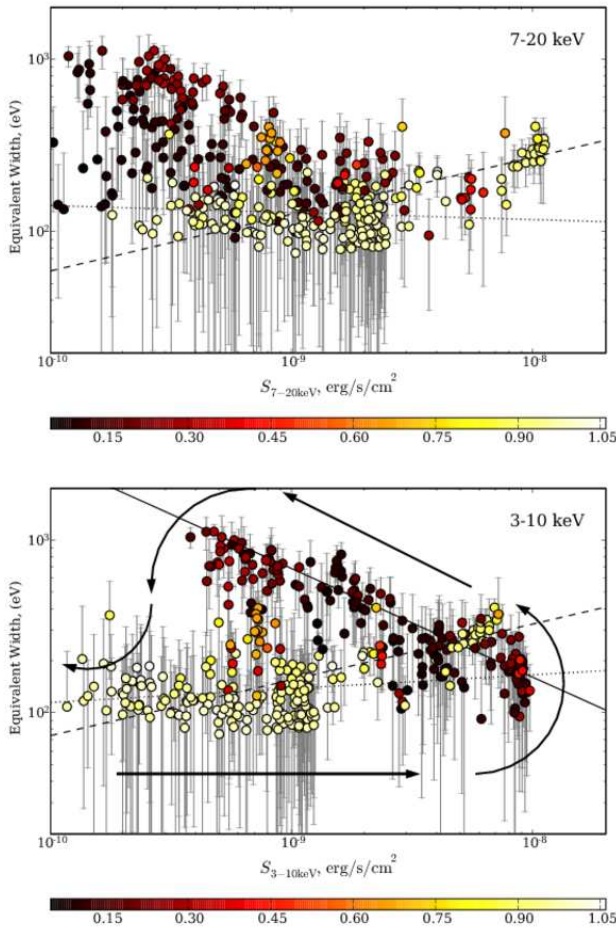 7-20 keV
10³
10²
Equivalent Width, (eV)
10⁻¹⁰ 10⁻⁹ 10⁻⁸
S₇₋₂₀ₖₑV, erg/s/cm²
0.15 0.30 0.45 0.60 0.75 0.90 1.05
3-10 keV
10³
10²
Equivalent Width, (eV)
10⁻¹⁰ 10⁻⁹ 10⁻⁸
S₃₋₁₀ₖₑV, erg/s/cm²
0.15 0.30 0.45 0.60 0.75 0.90 1.05